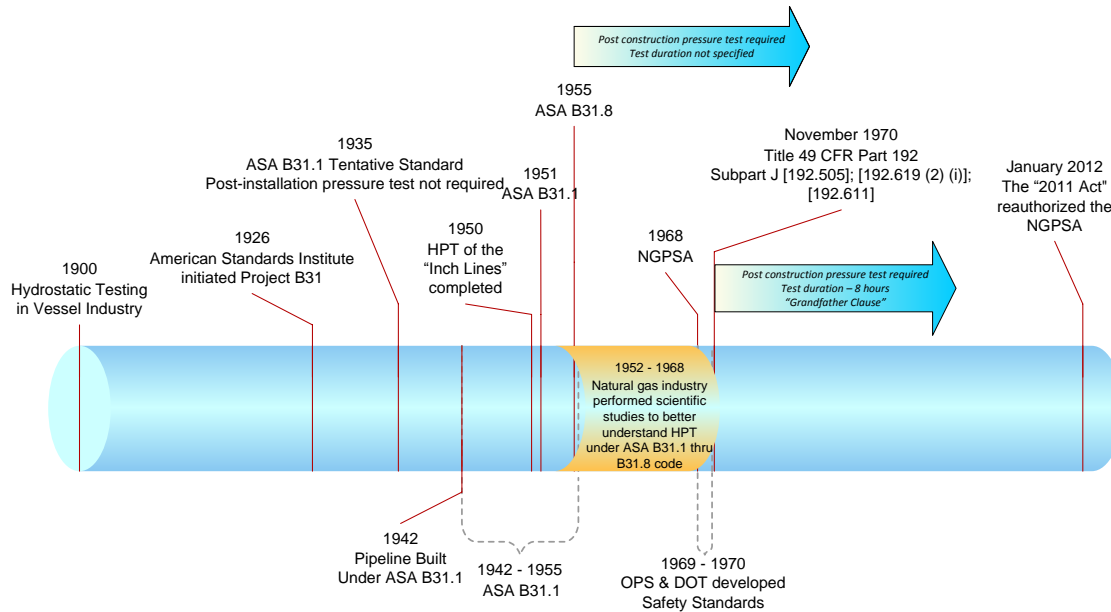 Post construction pressure test required
Test duration not specified
1955
ASA B31.8
November 1970
Title 49 CFR Part 192
Subpart J [192.505]; [192.619 (2) (i)];
[192.611]
1935
ASA B31.1 Tentative Standard
Post-installation pressure test not required
1951
ASA B31.1
January 2012
The “2011 Act”
reauthorized the
NGPSA
1926
American Standards Institute
initiated Project B31
1950
HPT of the
“Inch Lines”
completed
1968
NGPSA
1900
Hydrostatic Testing
in Vessel Industry
Post construction pressure test required
Test duration – 8 hours
“Grandfather Clause”
1952 - 1968
Natural gas industry
performed scientific
studies to better
understand HPT
under ASA B31.1 thru
B31.8 code
1942
Pipeline Built
Under ASA B31.1
1942 - 1955
ASA B31.1
1969 - 1970
OPS & DOT developed
Safety Standards